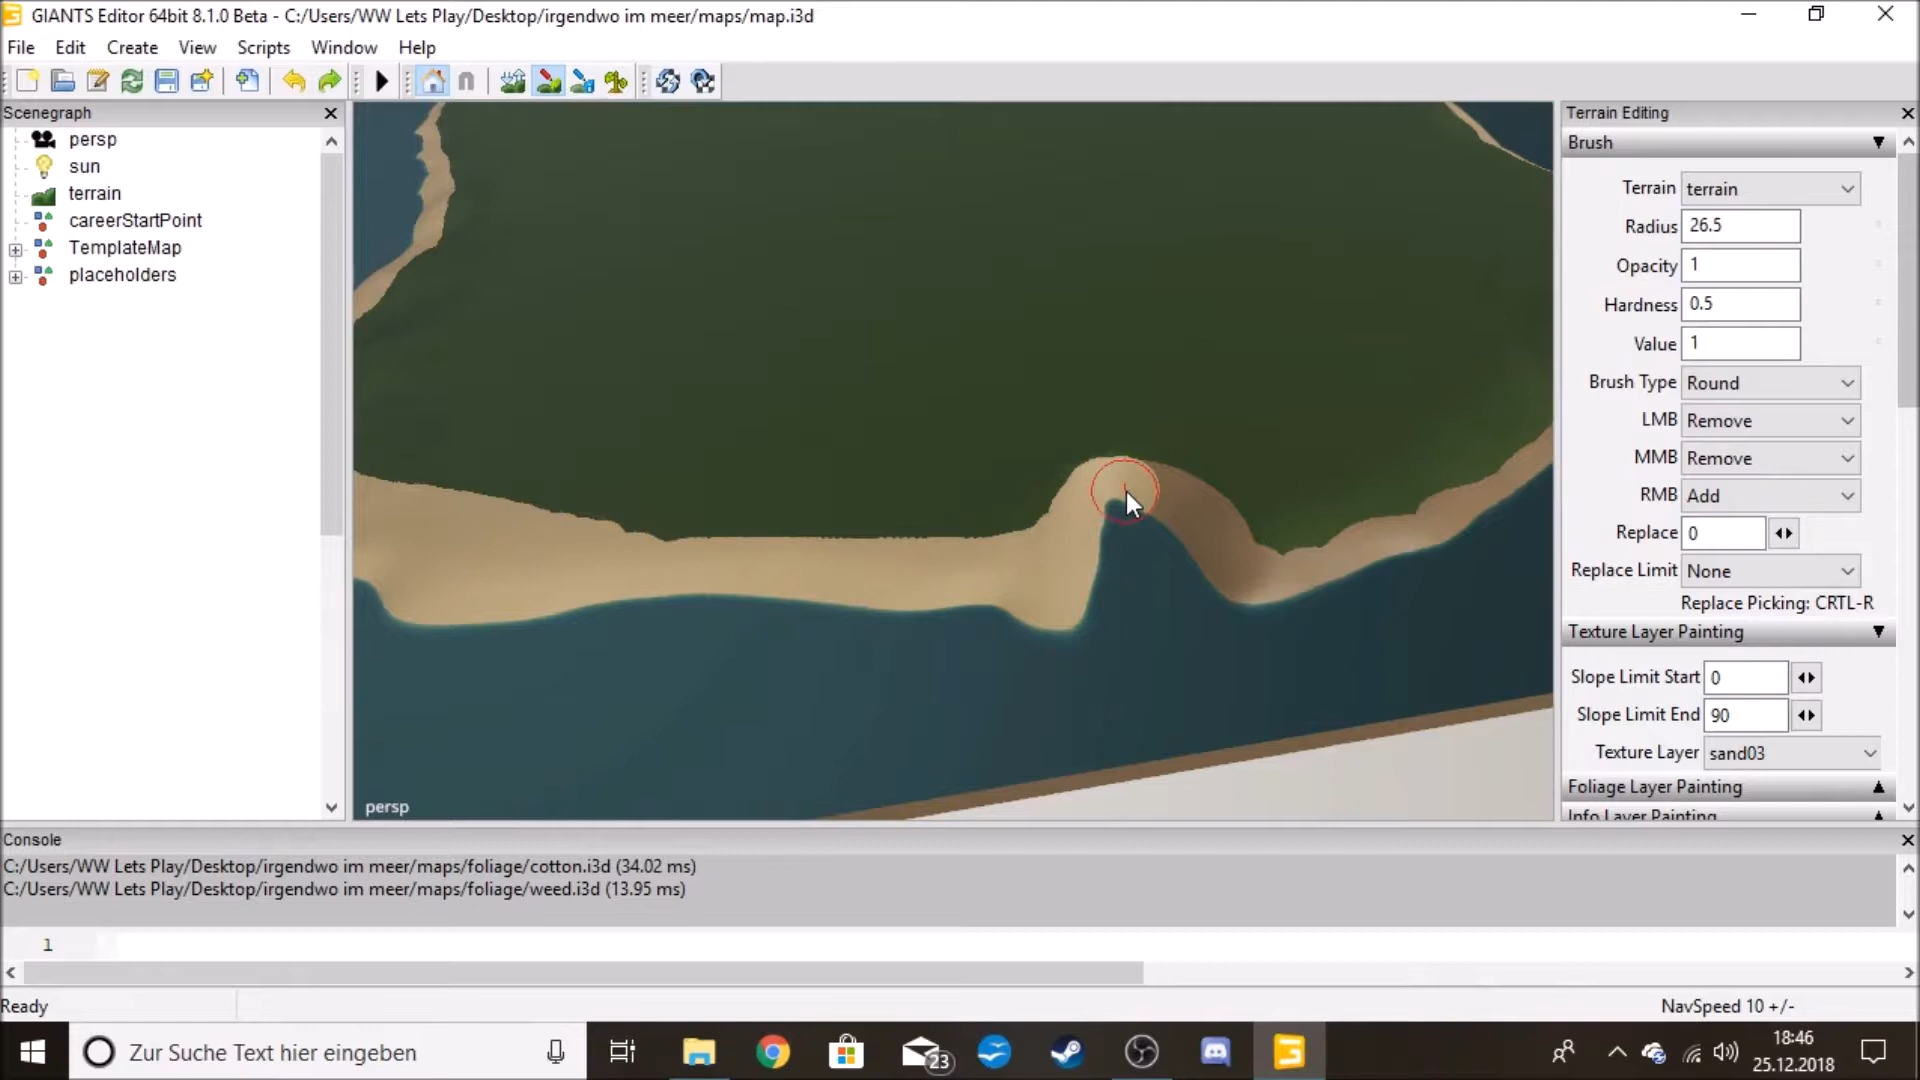 GIANTS Editor 64bit 8.1.0 Beta - C:/Users/WW Lets Play/Desktop/irgendwo im meer/maps/map.i3d
File Edit Create View Scripts Window Help
Scenegraph
persp
sun
terrain
careerStartPoint
TemplateMap
placeholders
persp
Terrain Editing
Brush
Terrain terrain
Radius 26.5
Opacity 1
Hardness 0.5
Value 1
Brush Type Round
LMB Remove
MMB Remove
RMB Add
Replace 0
Replace Limit None
Replace Picking: CRTL-R
Texture Layer Painting
Slope Limit Start 0
Slope Limit End 90
Texture Layer sand03
Foliage Layer Painting
Info Layer Painting
Console
C:/Users/WW Lets Play/Desktop/irgendwo im meer/maps/foliage/cotton.i3d (34.02 ms)
C:/Users/WW Lets Play/Desktop/irgendwo im meer/maps/foliage/weed.i3d (13.95 ms)
1
Ready
NavSpeed 10 +/-
Zur Suche Text hier eingeben
23
18:46
25.12.2018